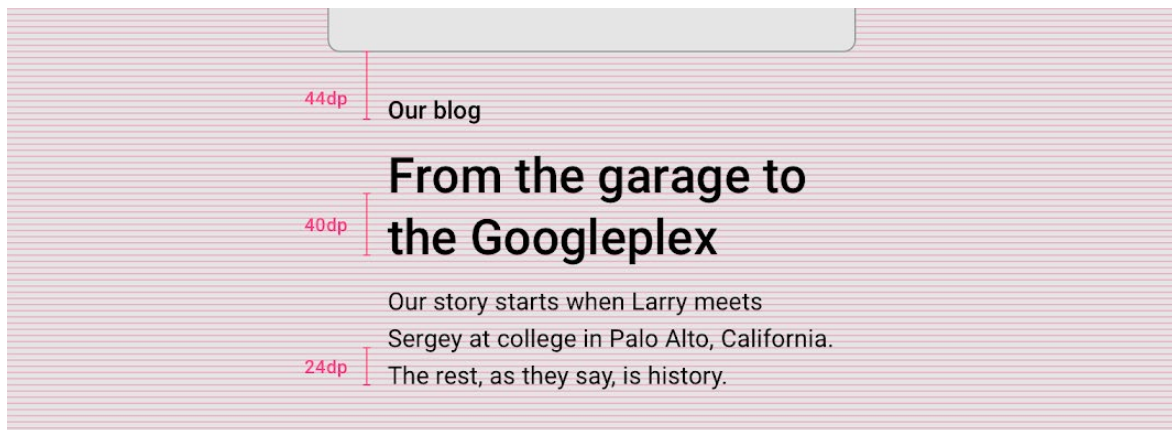 44dp
Our blog
From the garage to
40dp
the Googleplex
Our story starts when Larry meets
Sergey at college in Palo Alto, California.
24dp
The rest, as they say, is history.